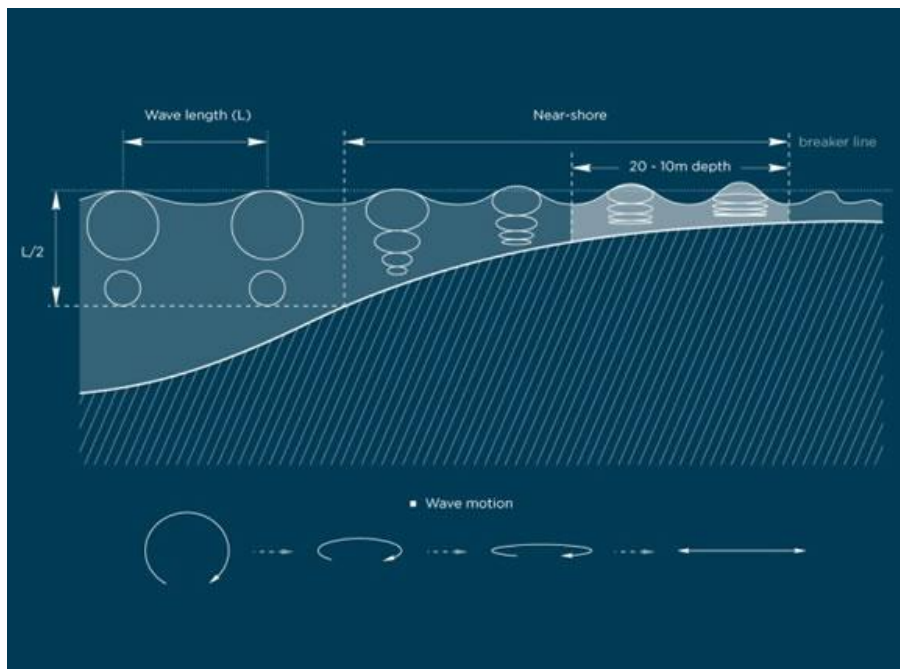 Wave length (L)
Near-shore
breaker line
20 - 10m depth
L/2
Wave motion